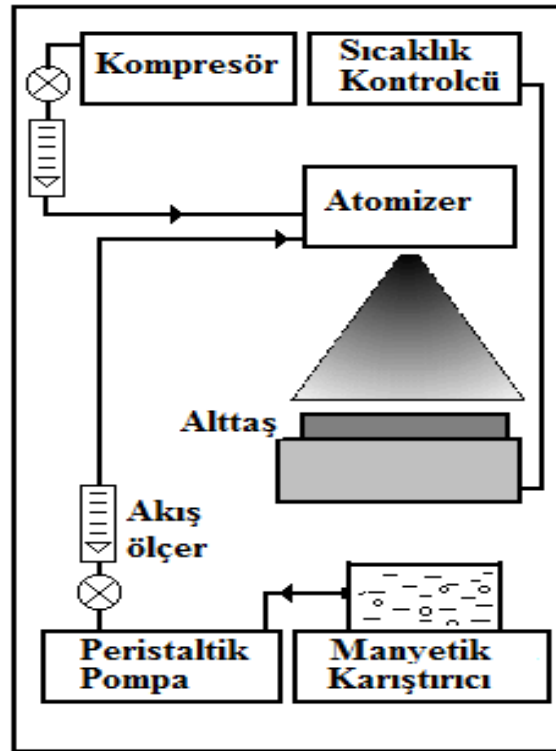 Kompresör
Sıcaklık
Kontrolcü
Atomizer
Alttaş
Akış
ölçer
Peristaltik
Pompa
Manyetik
Karıştırıcı